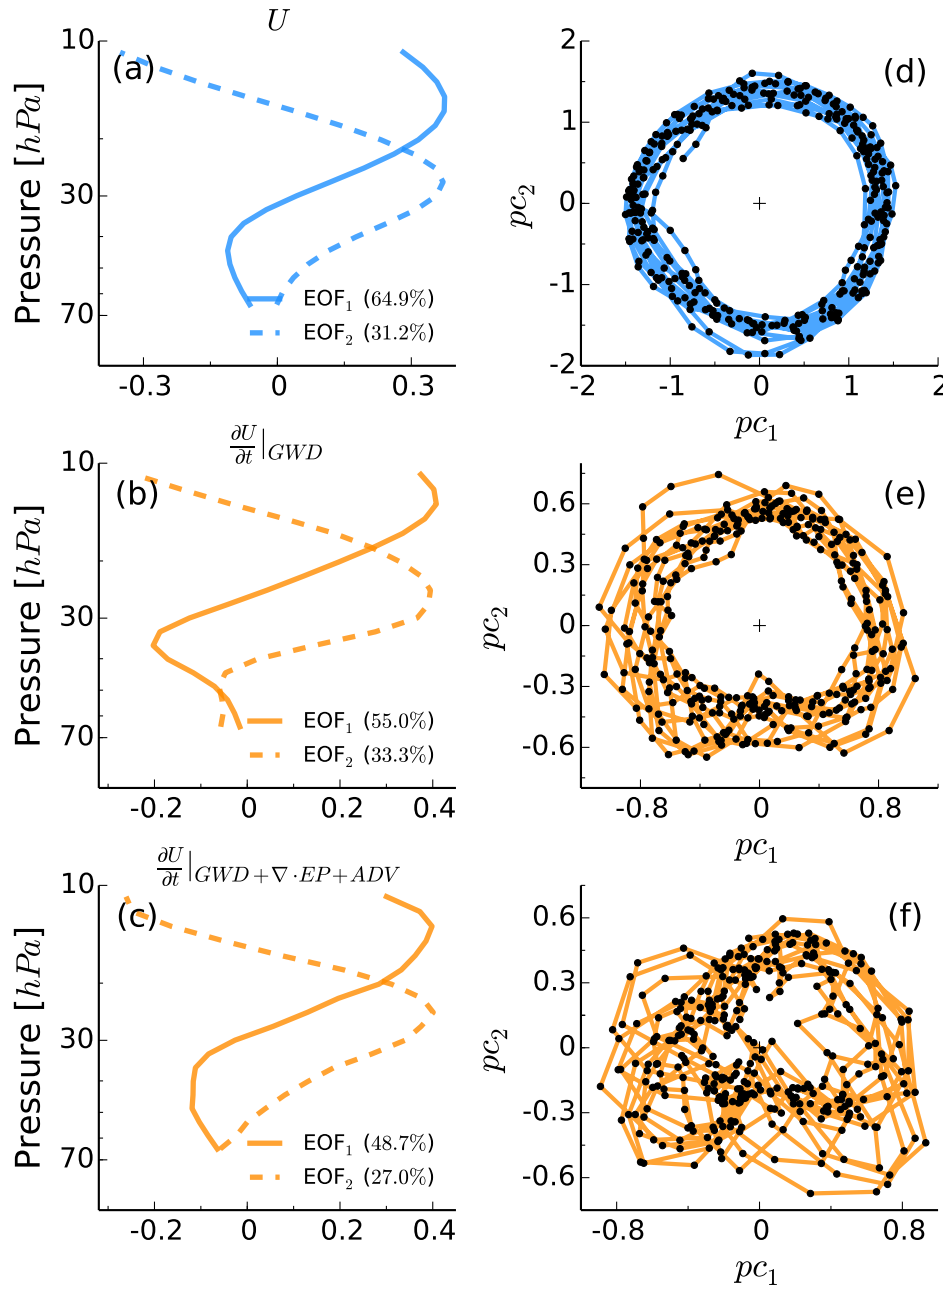 U
(a)
Pressure [hPa]
10
30
70
EOF₁ (64.9%)
EOF₂ (31.2%)
-0.3 0 0.3
(d)
pc₂
2
1
0
-1
-2
-2 -1 0 1 2
pc₁
∂U/∂t|GWD
(b)
Pressure [hPa]
10
30
70
EOF₁ (55.0%)
EOF₂ (33.3%)
-0.2 0 0.2 0.4
(e)
pc₂
0.6
0.3
0
-0.3
-0.6
-0.8 0 0.8
pc₁
∂U/∂t|GWD+∇·EP+ADV
(c)
Pressure [hPa]
10
30
70
EOF₁ (48.7%)
EOF₂ (27.0%)
-0.2 0 0.2 0.4
(f)
pc₂
0.6
0.3
0
-0.3
-0.6
-0.8 0 0.8
pc₁